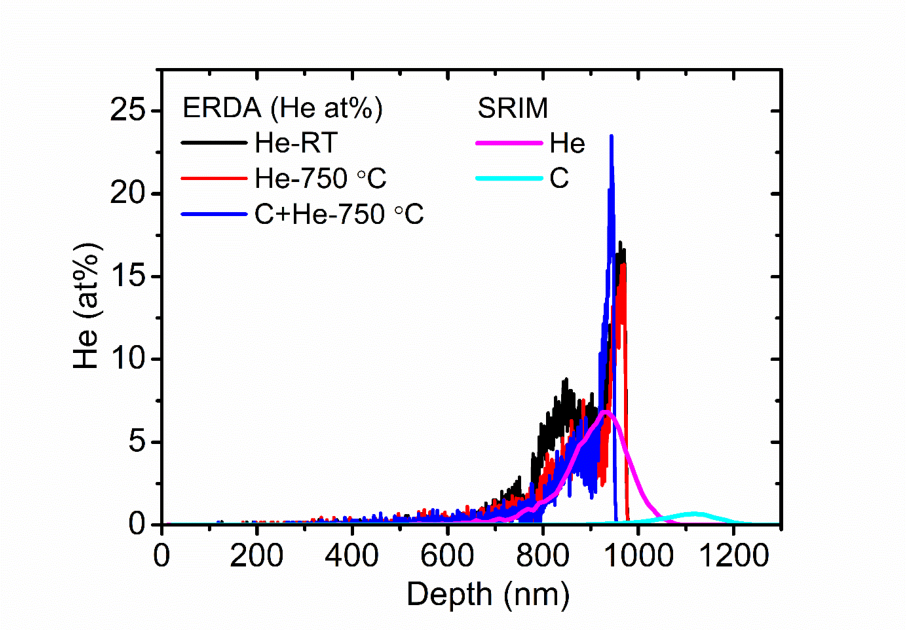 ERDA (He at%)
He-RT
He-750 °C
C+He-750 °C
SRIM
He
C
25
20
15
10
5
0
He (at%)
0 200 400 600 800 1000 1200
Depth (nm)